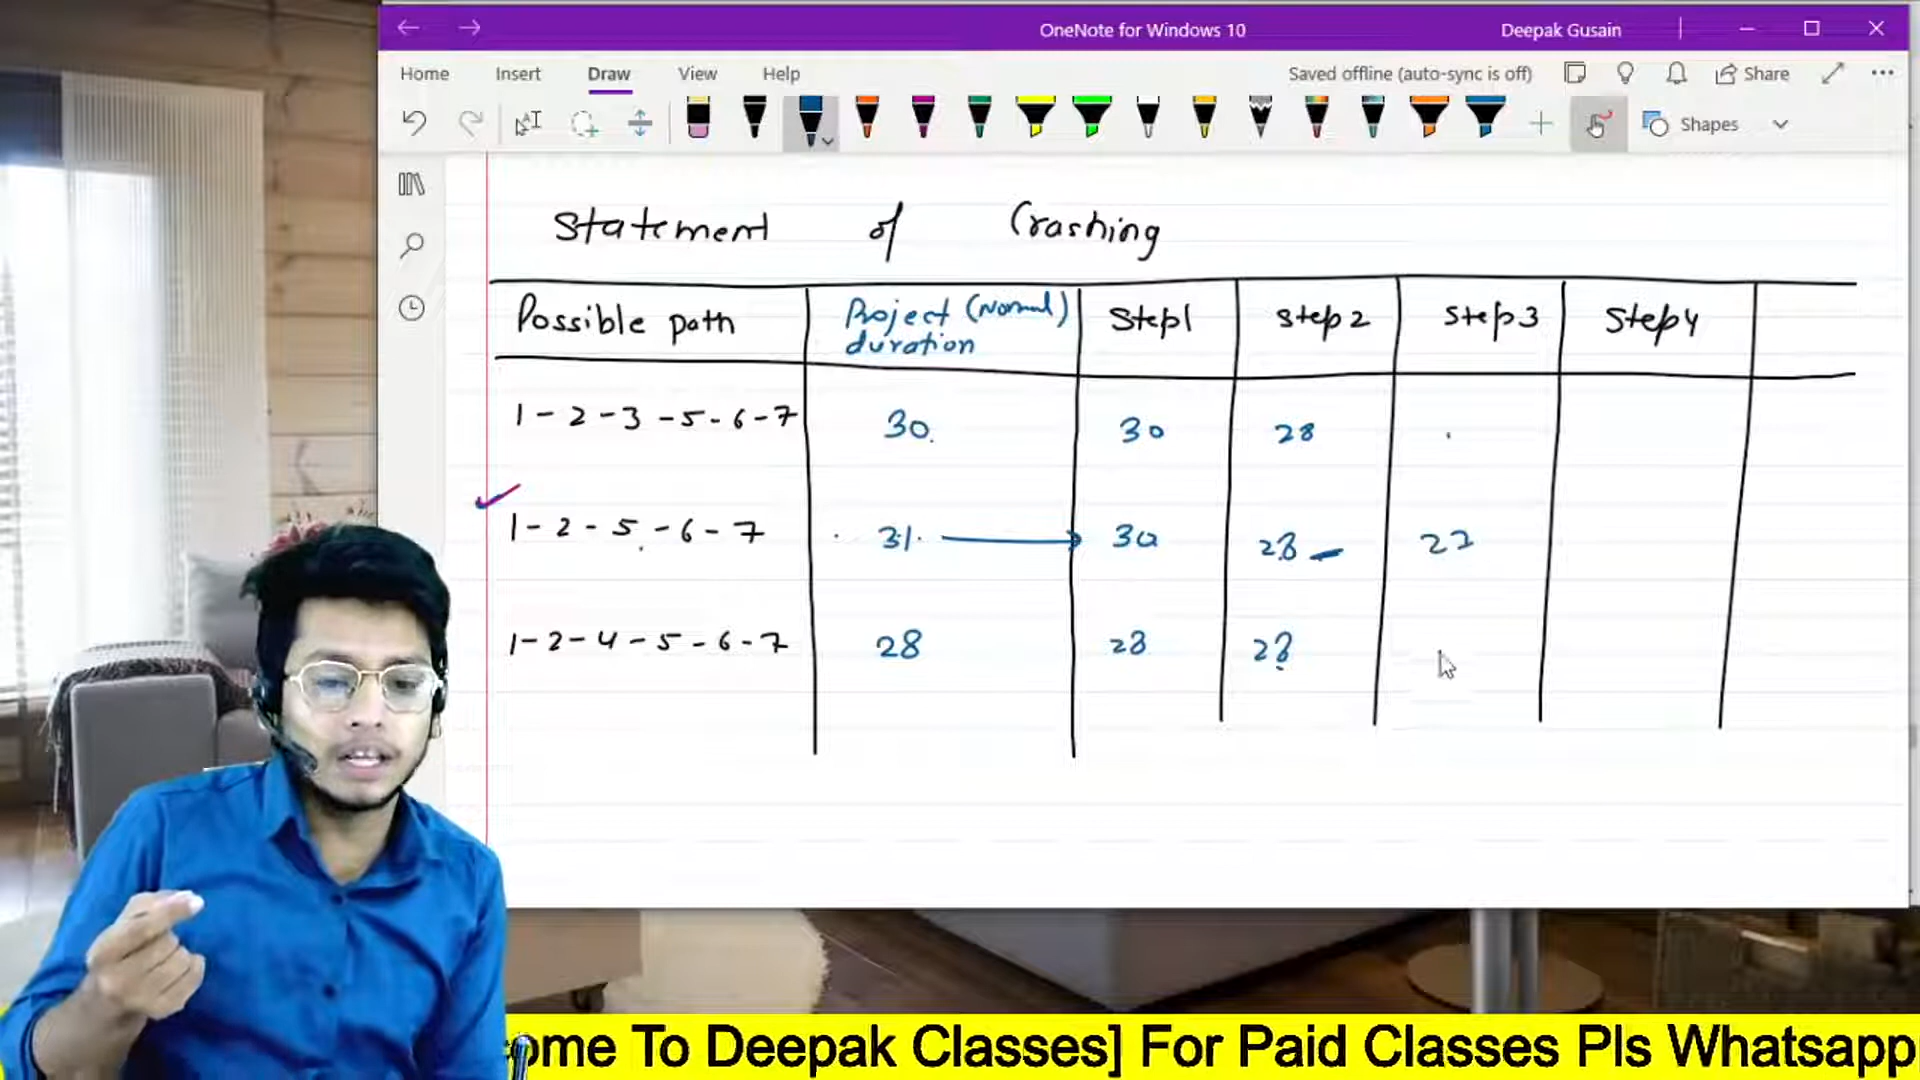 OneNote for Windows 10
Deepak Gusain
Home Insert Draw View Help
Saved offline (auto-sync is off)
Share
Shapes
Statement of Crashing
Possible path
Project (Normal) duration
Step1
Step2
Step3
Step4
1-2-3-5-6-7 30 30 28
1-2-5-6-7 31 30 28 27
1-2-4-5-6-7 28 28 28
ome To Deepak Classes] For Paid Classes Pls Whatsapp